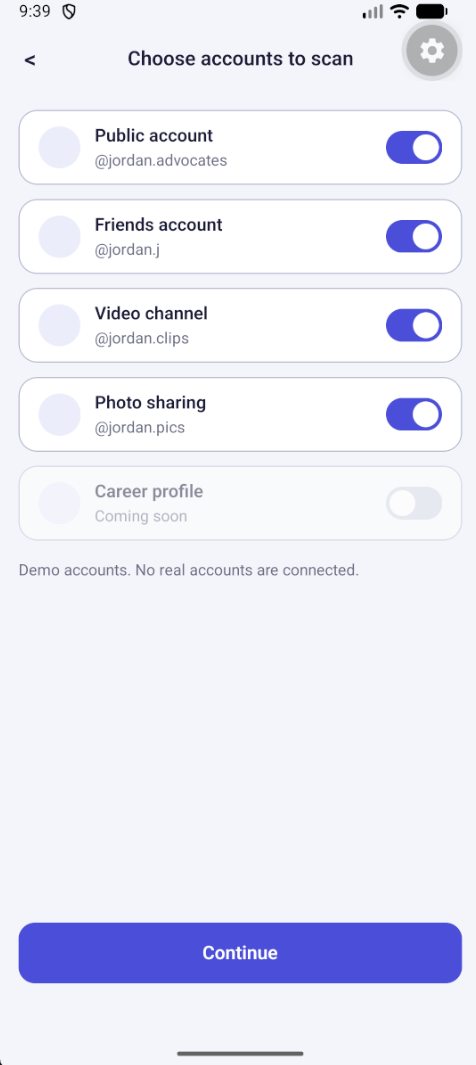 9:39
<
Choose accounts to scan
Public account
@jordan.advocates
Friends account
@jordan.j
Video channel
@jordan.clips
Photo sharing
@jordan.pics
Career profile
Coming soon
Demo accounts. No real accounts are connected.
Continue